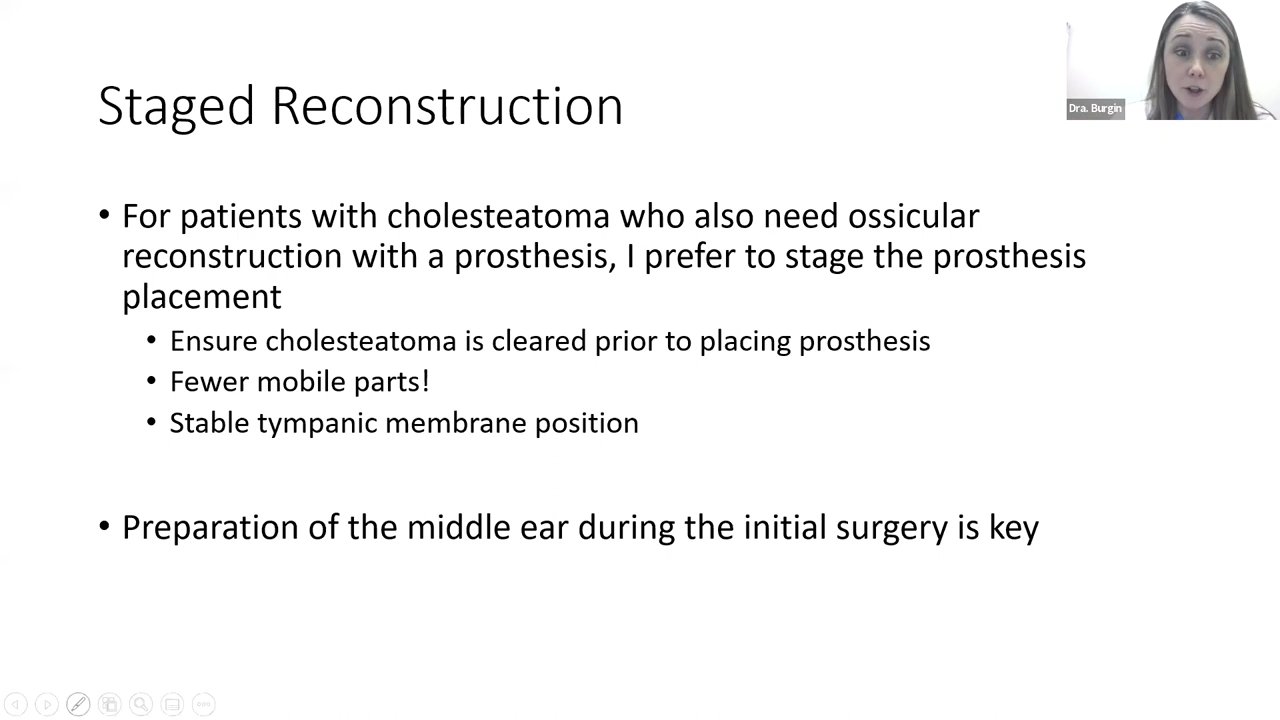 Staged Reconstruction
Dra. Burgin
• For patients with cholesteatoma who also need ossicular
reconstruction with a prosthesis, I prefer to stage the prosthesis
placement
• Ensure cholesteatoma is cleared prior to placing prosthesis
• Fewer mobile parts!
• Stable tympanic membrane position
• Preparation of the middle ear during the initial surgery is key